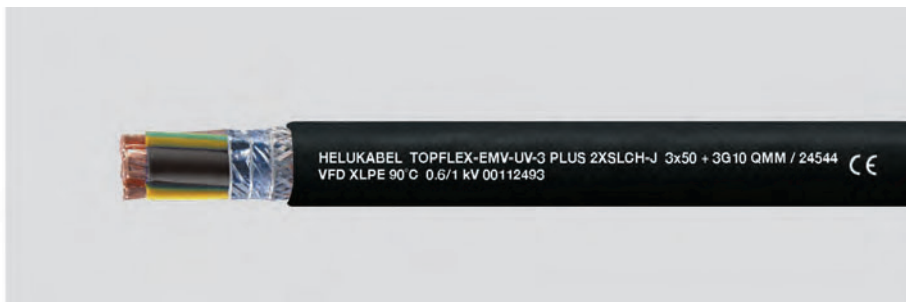 HELUKABEL TOPFLEX-EMV-UV-3 PLUS 2XSLCH-J 3x50 + 3G10 QMM / 24544
VFD XLPE 90°C 0.6/1 kV 00112493
CE